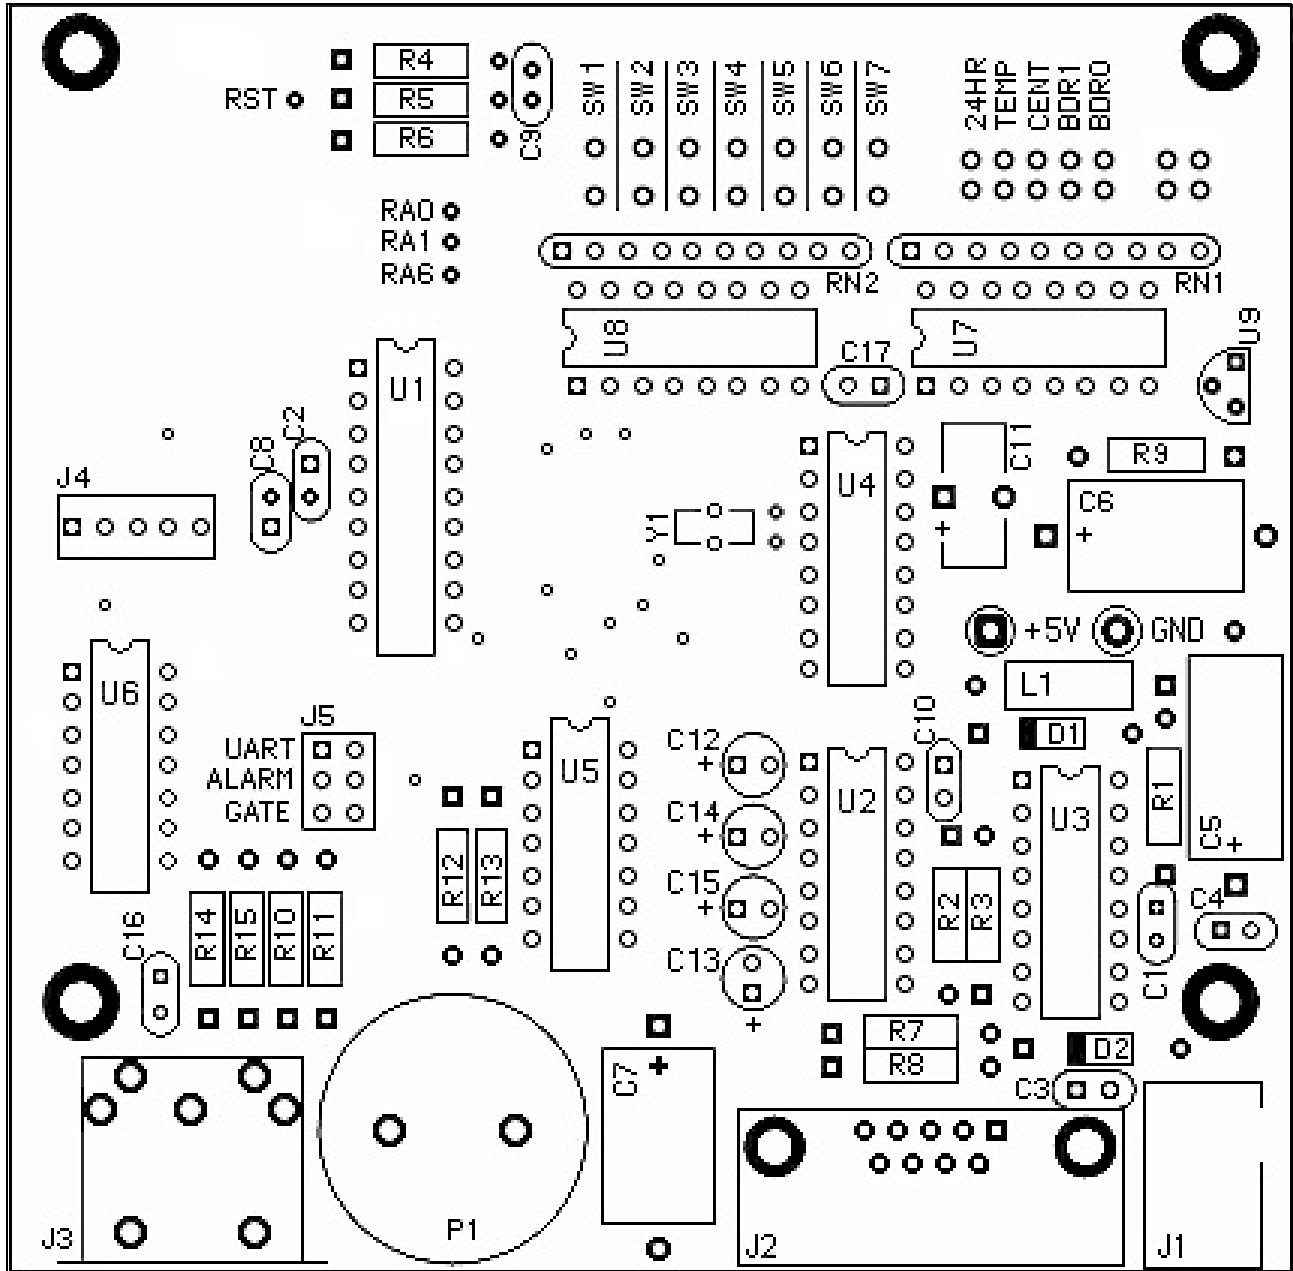 R4
RST
R5
R6
C9
SW1
SW2
SW3
SW4
SW5
SW6
SW7
24HR
TEMP
CENT
BDR1
BDR0
RA0
RA1
RA6
RN2
RN1
U8
U7
U9
C17
U1
C2
C8
J4
U4
C11
R9
Y1
C6
+
+
+5V
GND
U6
L1
J5
UART
ALARM
GATE
U5
C12
+
C14
+
C15
+
C13
+
U2
C10
D1
U3
R1
C5
+
R12
R13
R14
R15
R10
R11
C16
R2
R3
C4
C1
R7
R8
D2
C3
C7
+
J3
P1
J2
J1